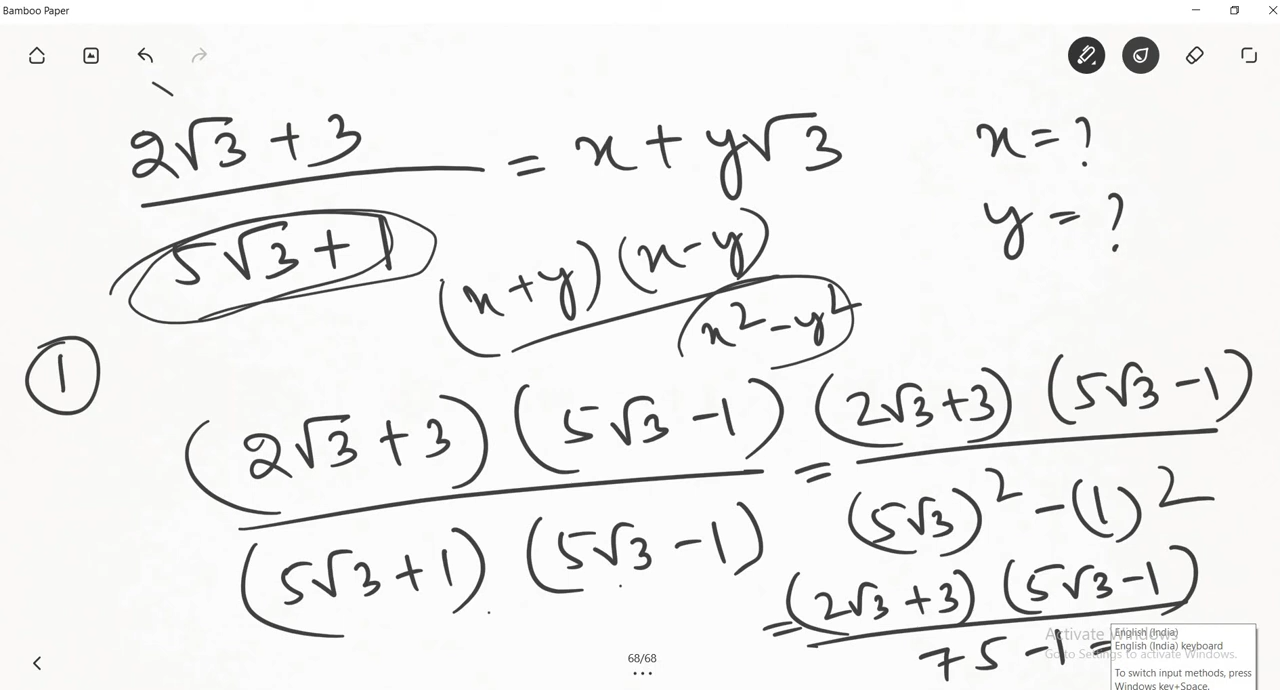 Bamboo Paper
2√3 + 3 / 5√3 + 1 = x + y√3
x = ?
y = ?
(x + y) (x - y)
x² - y²
1
(2√3 + 3) (5√3 - 1) / (5√3 + 1) (5√3 - 1) = (2√3 + 3) (5√3 - 1) / (5√3)² - (1)²
= (2√3 + 3) (5√3 - 1) / 75 - 1 =
Activate Windows
Go to Settings to activate Windows.
English (India)
English (India) keyboard
To switch input methods, press
Windows key+Space.
68/68